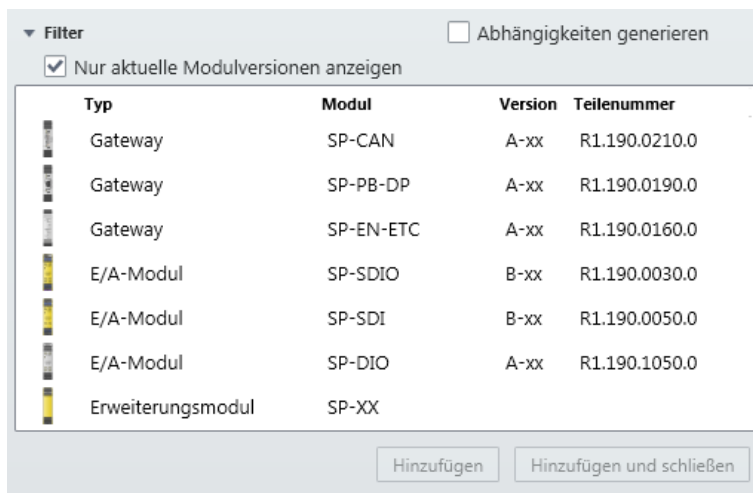 Filter Abhängigkeiten generieren
Nur aktuelle Modulversionen anzeigen
Typ Modul Version Teilenummer
Gateway SP-CAN A-xx R1.190.0210.0
Gateway SP-PB-DP A-xx R1.190.0190.0
Gateway SP-EN-ETC A-xx R1.190.0160.0
E/A-Modul SP-SDIO B-xx R1.190.0030.0
E/A-Modul SP-SDI B-xx R1.190.0050.0
E/A-Modul SP-DIO A-xx R1.190.1050.0
Erweiterungsmodul SP-XX
Hinzufügen Hinzufügen und schließen